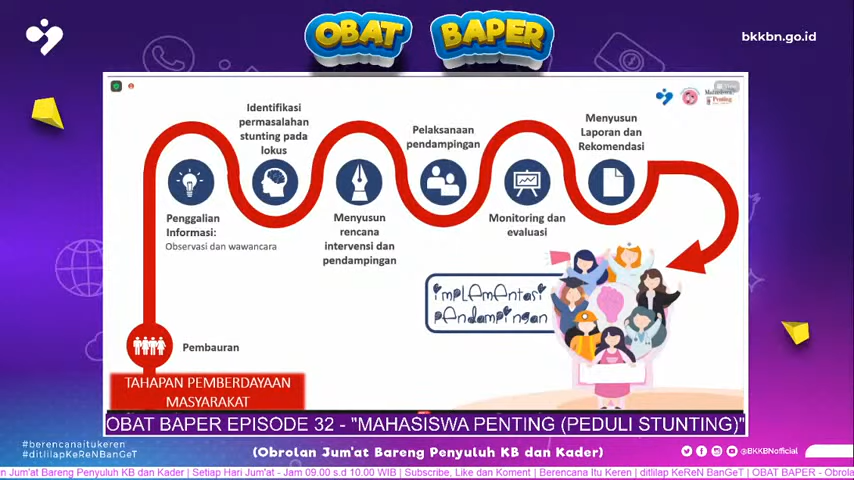 OBAT BAPER
bkkbn.go.id
Identifikasi
permasalahan
stunting pada
lokus
Pelaksanaan
pendampingan
Menyusun
Laporan dan
Rekomendasi
Penggalian
Informasi:
Observasi dan wawancara
Menyusun
rencana
intervensi dan
pendampingan
Monitoring dan
evaluasi
implementasi
pendampingan
Pembauran
TAHAPAN PEMBERDAYAAN
MASYARAKAT
OBAT BAPER EPISODE 32 - "MAHASISWA PENTING (PEDULI STUNTING)"
#berencanaitukeren
#ditlilapKeReNBanGeT
(Obrolan Jum'at Bareng Penyuluh KB dan Kader)
@BKKBNofficial
n Jum'at Bareng Penyuluh KB dan Kader | Setiap Hari Jum'at - Jam 09.00 s.d 10.00 WIB | Subscribe, Like dan Koment | Berencana Itu Keren | ditlilap KeReN BanGeT | OBAT BAPER - Obrola